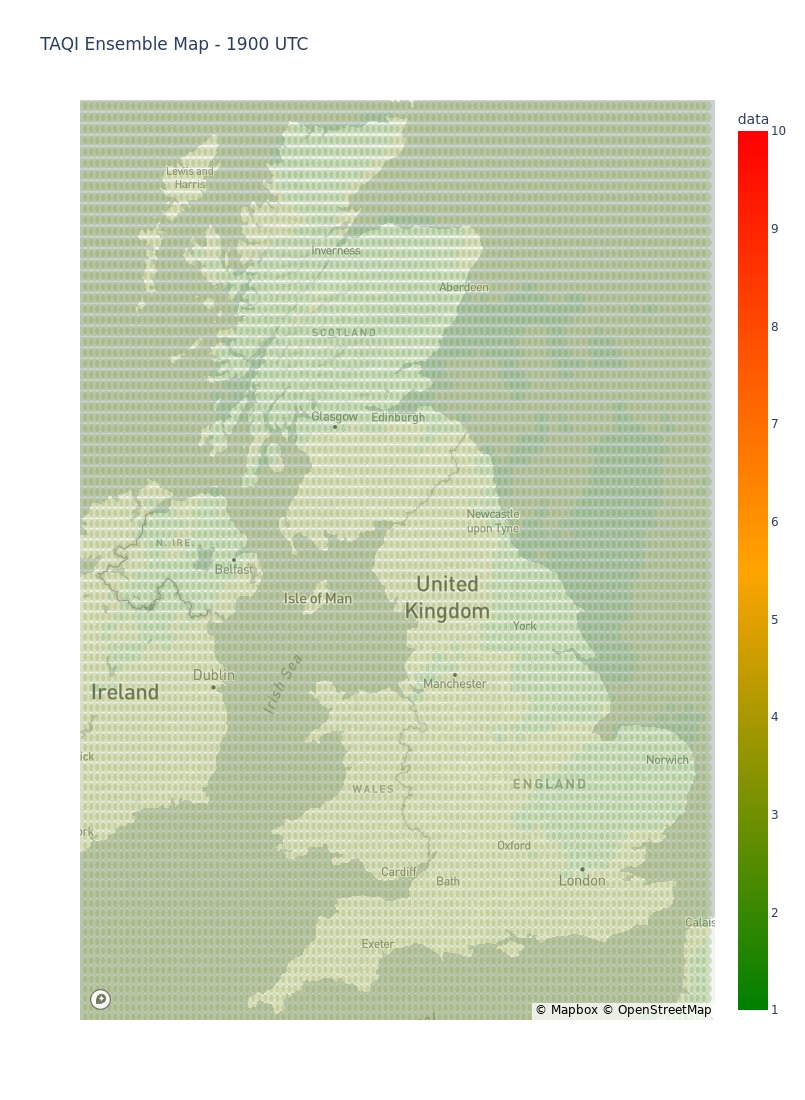 TAQI Ensemble Map - 1900 UTC
data
10
9
8
7
6
5
4
3
2
1
Lewis and
Harris
Inverness
Aberdeen
SCOTLAND
Glasgow
Edinburgh
Newcastle
upon Tyne
N. IRE.
Belfast
Isle of Man
United
Kingdom
York
Dublin
Irish Sea
Manchester
Ireland
ick
Norwich
ENGLAND
WALES
ork
Oxford
Cardiff
Bath
London
Calais
Exeter
© Mapbox © OpenStreetMap